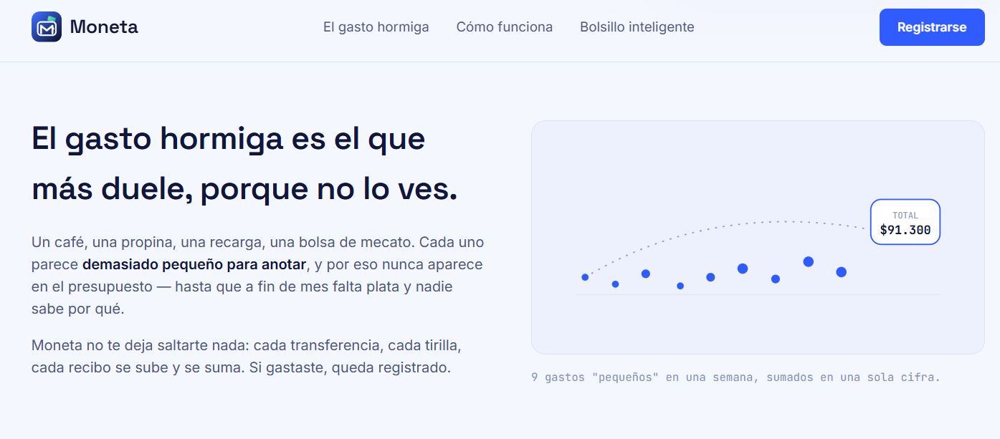 Moneta
El gasto hormiga
Cómo funciona
Bolsillo inteligente
Registrarse
El gasto hormiga es el que
más duele, porque no lo ves.
Un café, una propina, una recarga, una bolsa de mecato. Cada uno
parece demasiado pequeño para anotar, y por eso nunca aparece
en el presupuesto — hasta que a fin de mes falta plata y nadie
sabe por qué.
Moneta no te deja saltarte nada: cada transferencia, cada tirilla,
cada recibo se sube y se suma. Si gastaste, queda registrado.
TOTAL
$91.300
9 gastos "pequeños" en una semana, sumados en una sola cifra.